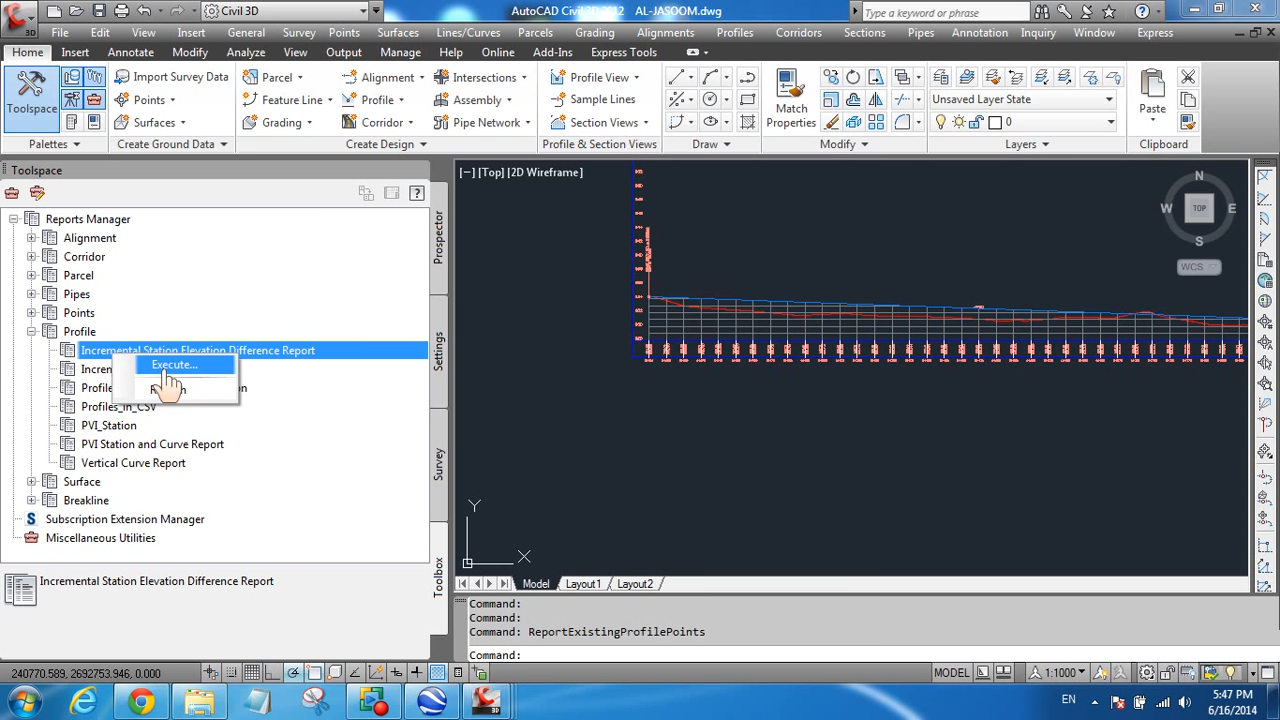 Civil 3D
AutoCAD Civil 3D 2012 AL-JASOOM.dwg
Type a keyword or phrase
3D
File Edit View Insert General Survey Points Surfaces Lines/Curves Parcels Grading Alignments Profiles Corridors Sections Pipes Annotation Inquiry Window Express
Home Insert Annotate Modify Analyze View Output Manage Help Online Add-Ins Express Tools
Toolspace
Import Survey Data
Points
Surfaces
Parcel
Feature Line
Grading
Alignment
Profile
Corridor
Intersections
Assembly
Pipe Network
Profile View
Sample Lines
Section Views
Match Properties
Unsaved Layer State
0
Paste
Palettes Create Ground Data Create Design Profile & Section Views Draw Modify Layers Clipboard
Toolspace
Reports Manager
Alignment
Corridor
Parcel
Pipes
Points
Profile
Incremental Station Elevation Difference Report
Execute...
Profiles_in_CSV
PVI_Station
PVI Station and Curve Report
Vertical Curve Report
Surface
Breakline
Subscription Extension Manager
Miscellaneous Utilities
Incremental Station Elevation Difference Report
Prospector
Settings
Survey
Toolbox
[−] [Top] [2D Wireframe]
N
W TOP E
S
WCS
Y
X
Model Layout1 Layout2
Command:
Command:
Command: ReportExistingProfilePoints
Command:
240770.589, 2692753.976, 0.000
MODEL
1:1000
EN
5:47 PM
6/16/2014